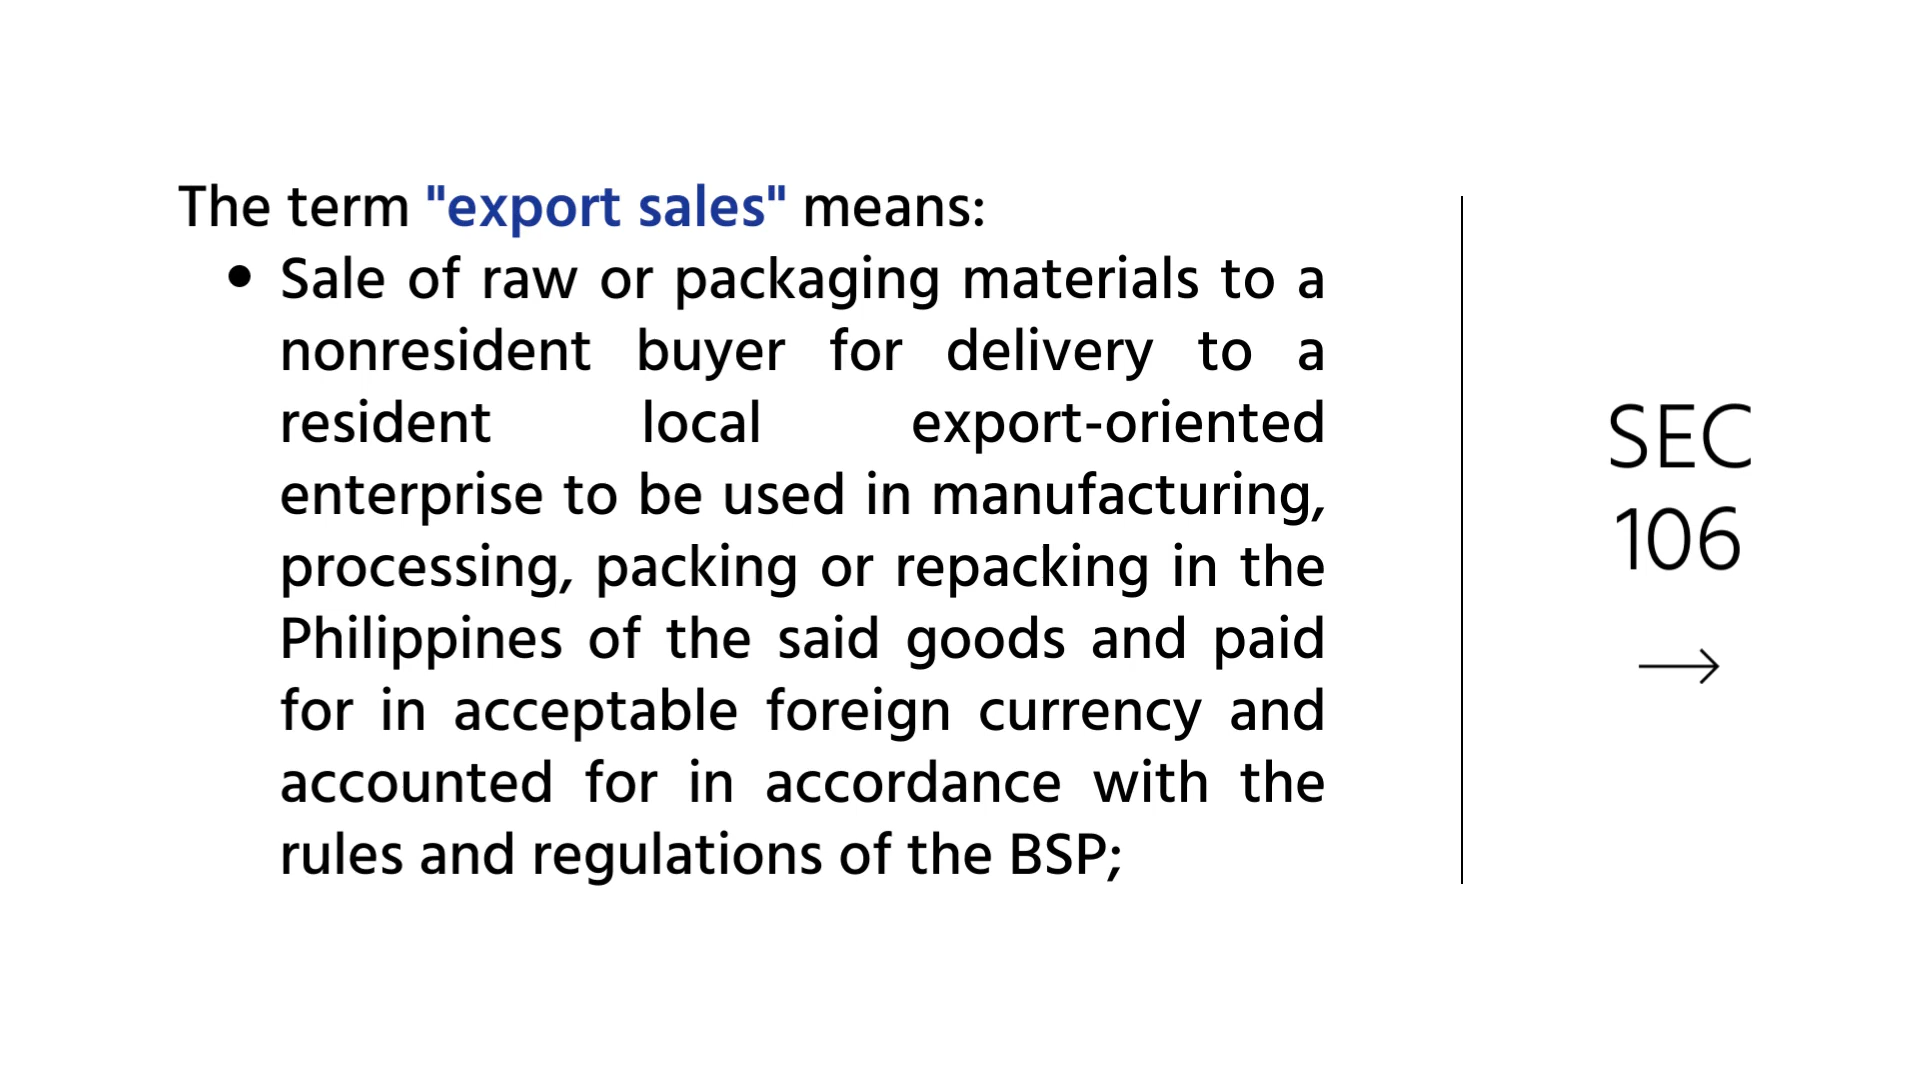 The term "export sales" means:
• Sale of raw or packaging materials to a
nonresident buyer for delivery to a
resident local export-oriented
enterprise to be used in manufacturing,
processing, packing or repacking in the
Philippines of the said goods and paid
for in acceptable foreign currency and
accounted for in accordance with the
rules and regulations of the BSP;
SEC
106
→